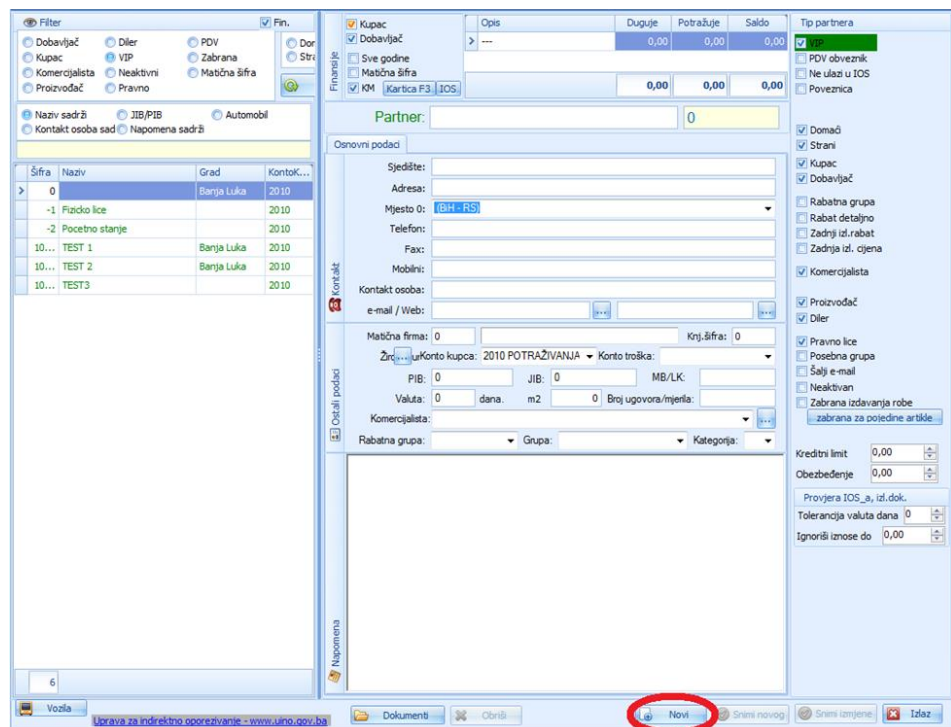 Filter
Fin.
Dobavljač Diler PDV
Kupac VIP Zabrana
Komercijalista Neaktivni Matična šifra
Proizvođač Pravno
Naziv sadrži JIB/PIB Automobil
Kontakt osoba sad Napomena sadrži
Šifra Naziv Grad KontoK...
0 Banja Luka 2010
-1 Fizicko lice 2010
-2 Pocetno stanje 2010
10... TEST 1 Banja Luka 2010
10... TEST 2 Banja Luka 2010
10... TEST3 2010
6
Vozila
Uprava za indirektno oporezivanje - www.uino.gov.ba
Finansije
Kupac
Dobavljač
Sve godine
Matična šifra
KM Kartica F3 IOS
Opis Duguje Potražuje Saldo
--- 0,00 0,00 0,00
0,00 0,00 0,00
Partner: 0
Osnovni podaci
Kontakt
Sjedište:
Adresa:
Mjesto 0: (BiH - RS)
Telefon:
Fax:
Mobilni:
Kontakt osoba:
e-mail / Web: ... ...
Ostali podaci
Matična firma: 0 Knj.šifra: 0
... Konto kupca: 2010 POTRAŽIVANJA Konto troška:
PIB: 0 JIB: 0 MB/LK:
Valuta: 0 dana. m2 0 Broj ugovora/mjerila:
Komercijalista: ...
Rabatna grupa: Grupa: Kategorija:
Napomena
Dokumenti Obriši Novi Snimi novog Snimi izmjene Izlaz
Tip partnera
VIP
PDV obveznik
Ne ulazi u IOS
Poveznica
Domaći
Strani
Kupac
Dobavljač
Rabatna grupa
Rabat detaljno
Zadnji izl.rabat
Zadnja izl. cijena
Komercijalista
Proizvođač
Diler
Pravno lice
Posebna grupa
Šalji e-mail
Neaktivan
Zabrana izdavanja robe
zabrana za pojedine artikle
Kreditni limit 0,00
Obezbeđenje 0,00
Provjera IOS_a, izl.dok.
Tolerancija valuta dana 0
Ignoriši iznose do 0,00